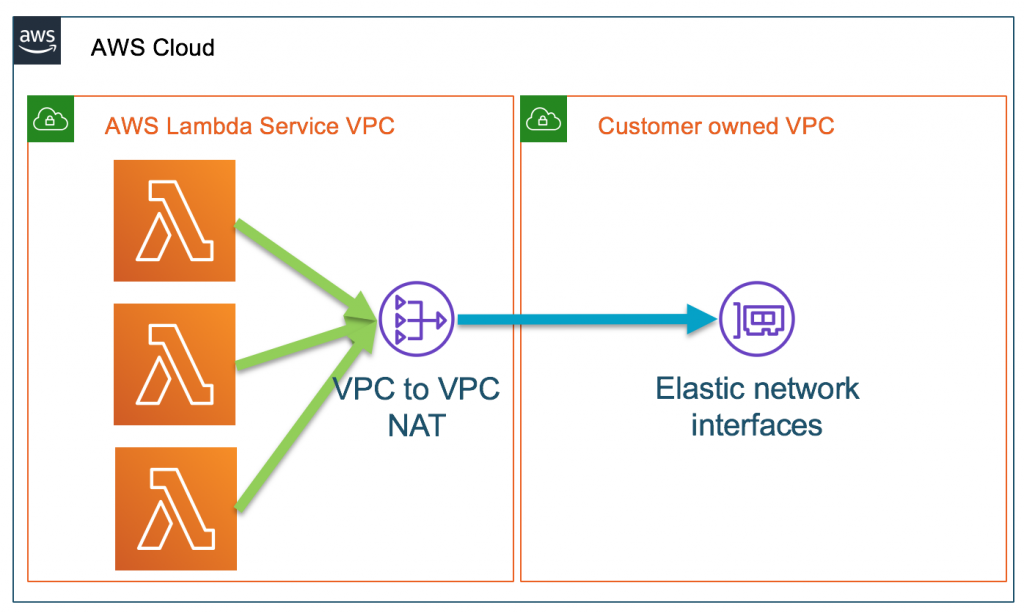 aws
AWS Cloud
AWS Lambda Service VPC
Customer owned VPC
VPC to VPC
NAT
Elastic network
interfaces